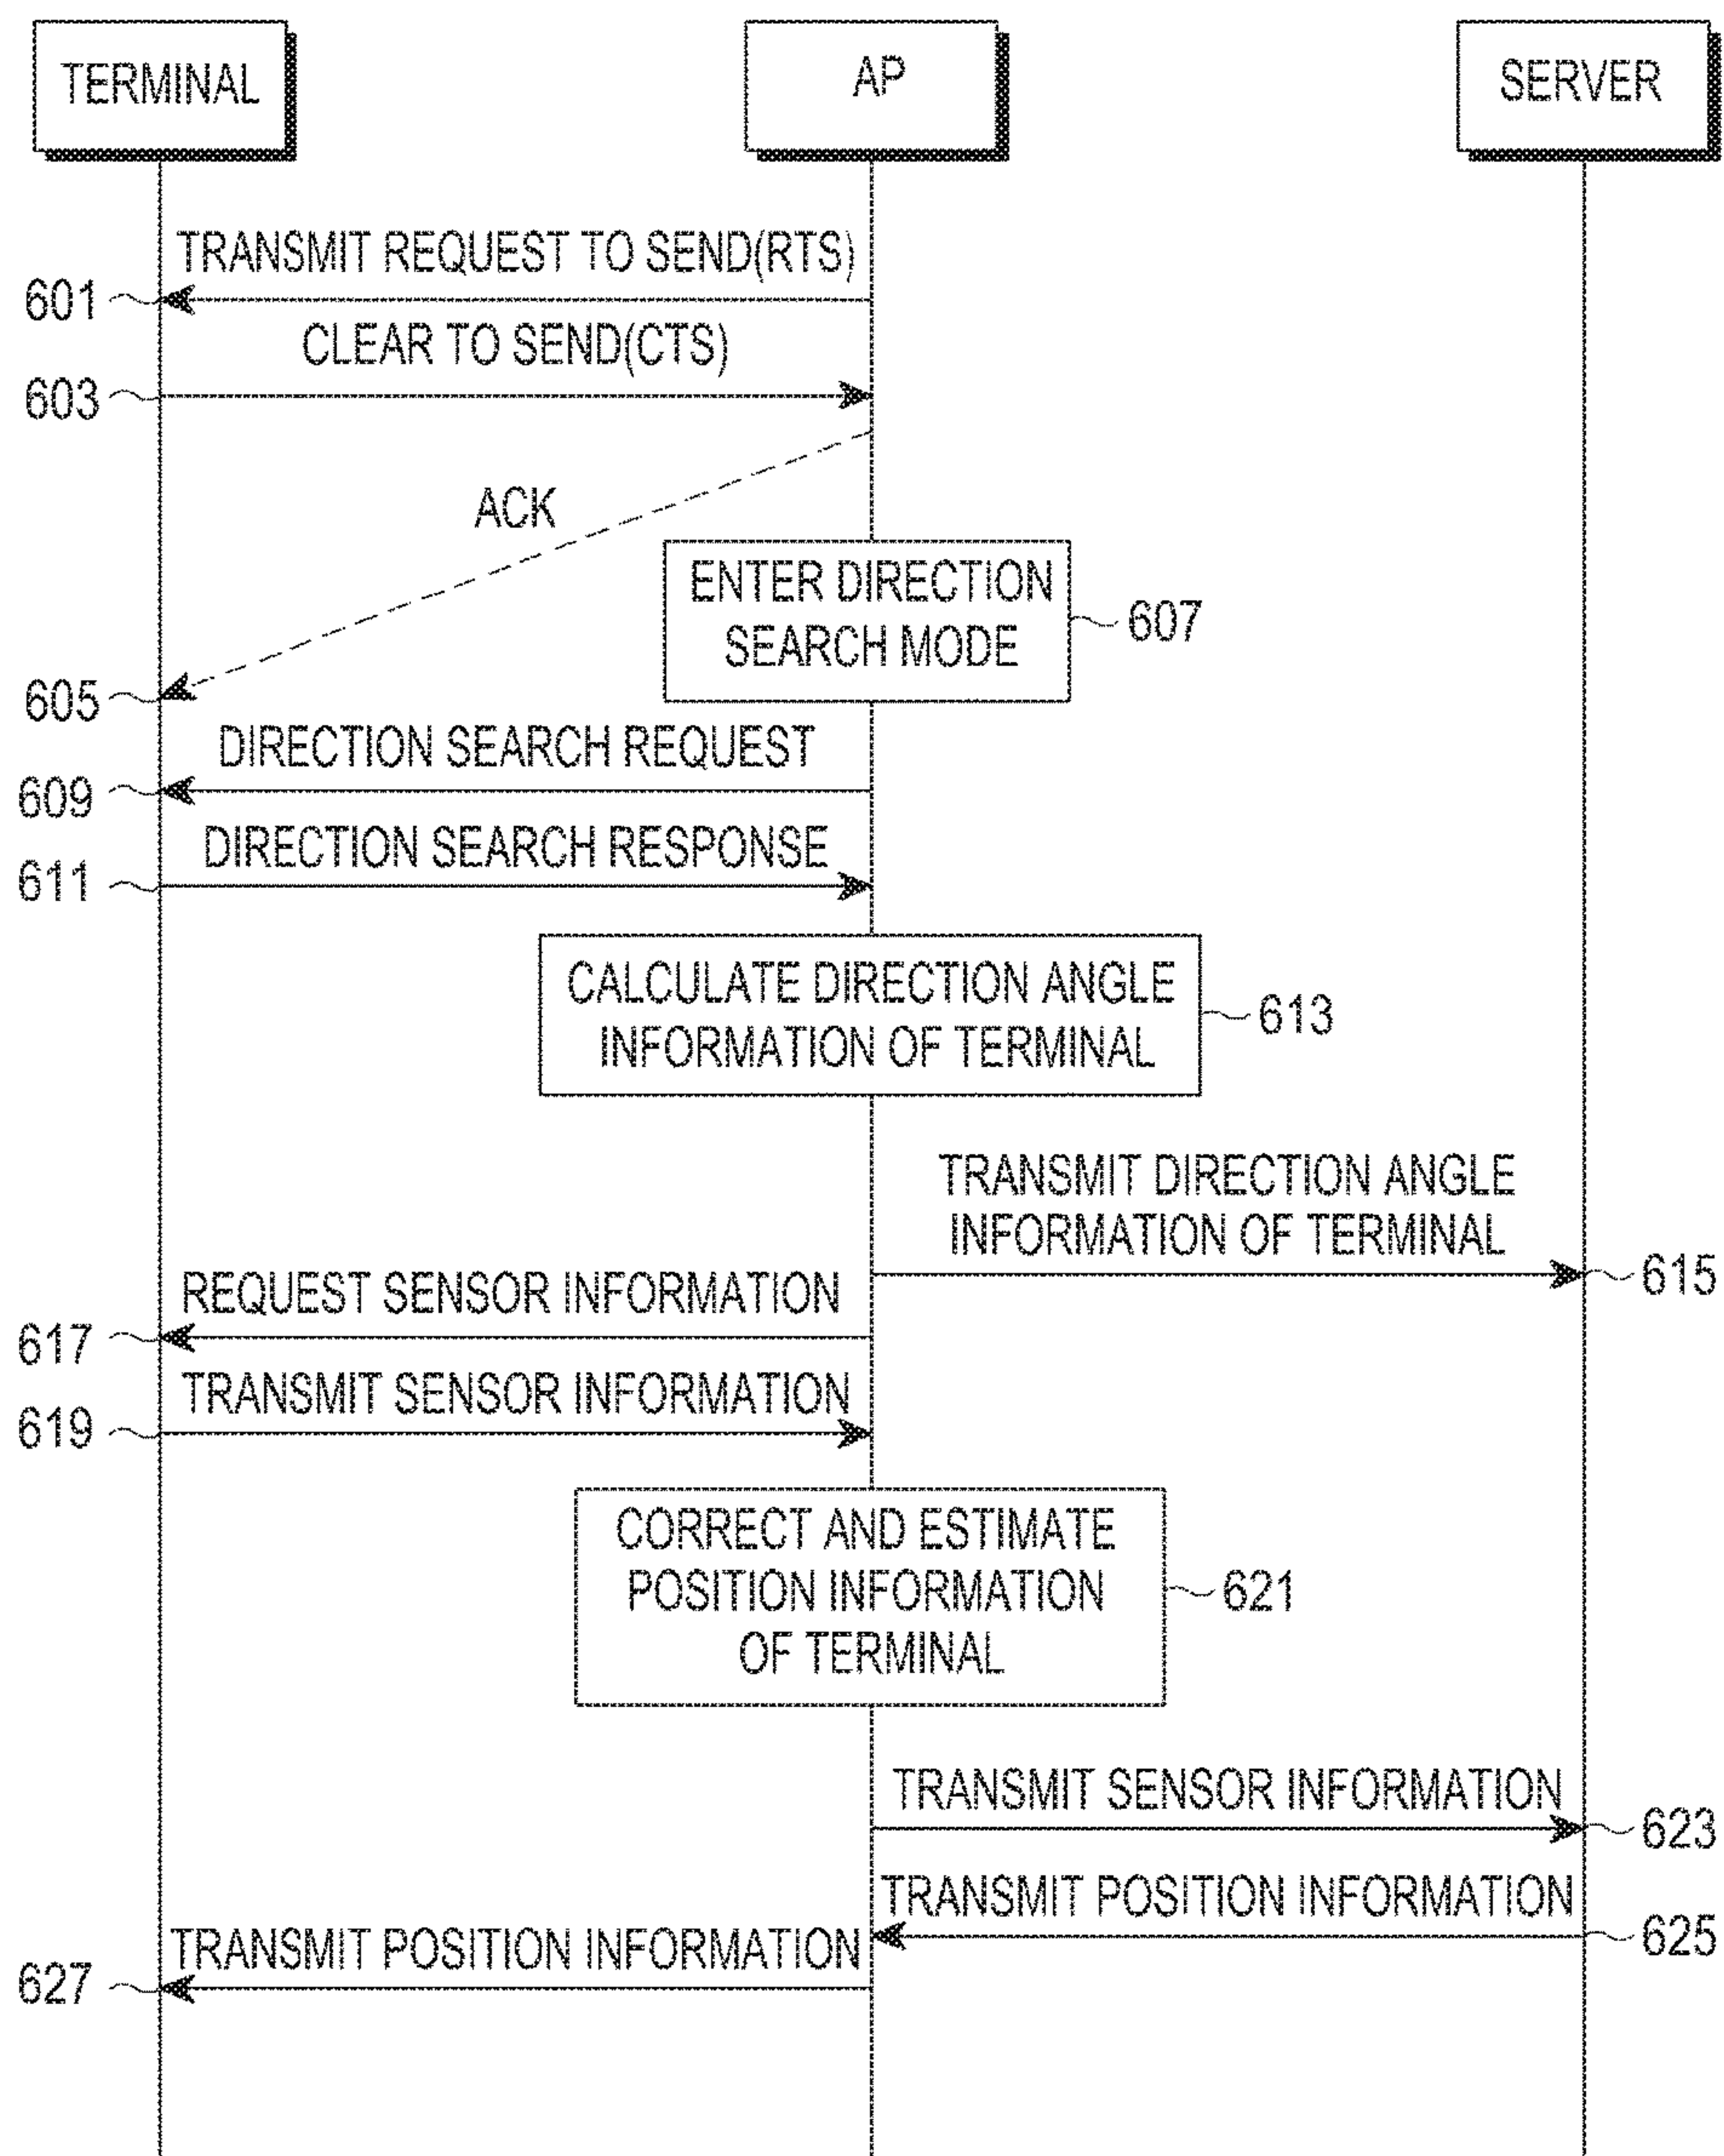 TERMINAL
AP
SERVER
TRANSMIT REQUEST TO SEND(RTS)
601
CLEAR TO SEND(CTS)
603
ACK
ENTER DIRECTION
SEARCH MODE
607
605
DIRECTION SEARCH REQUEST
609
DIRECTION SEARCH RESPONSE
611
CALCULATE DIRECTION ANGLE
INFORMATION OF TERMINAL
613
TRANSMIT DIRECTION ANGLE
INFORMATION OF TERMINAL
615
REQUEST SENSOR INFORMATION
617
TRANSMIT SENSOR INFORMATION
619
CORRECT AND ESTIMATE
POSITION INFORMATION
OF TERMINAL
621
TRANSMIT SENSOR INFORMATION
623
TRANSMIT POSITION INFORMATION
625
TRANSMIT POSITION INFORMATION
627